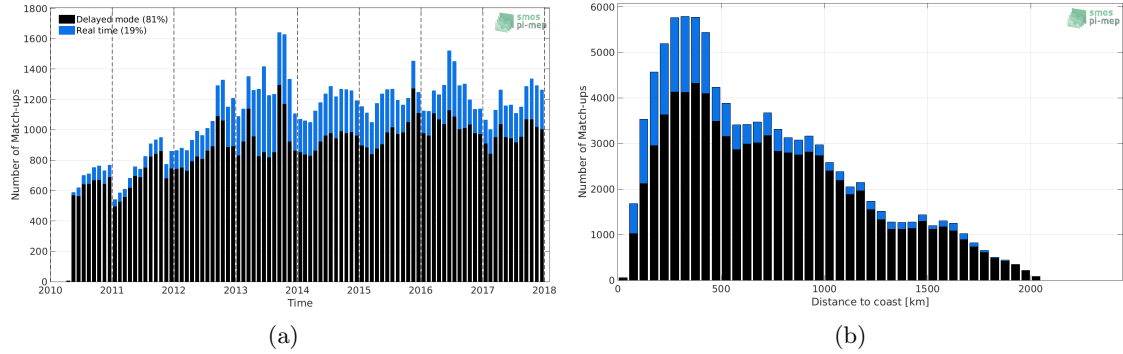 Delayed mode (81%)
Real time (19%)
smos
pi-mep
Number of Match-ups
1800
1600
1400
1200
1000
800
600
400
200
0
2010 2011 2012 2013 2014 2015 2016 2017 2018
Time
(a)
smos
pi-mep
Number of Match-ups
6000
5000
4000
3000
2000
1000
0
0 500 1000 1500 2000
Distance to coast [km]
(b)